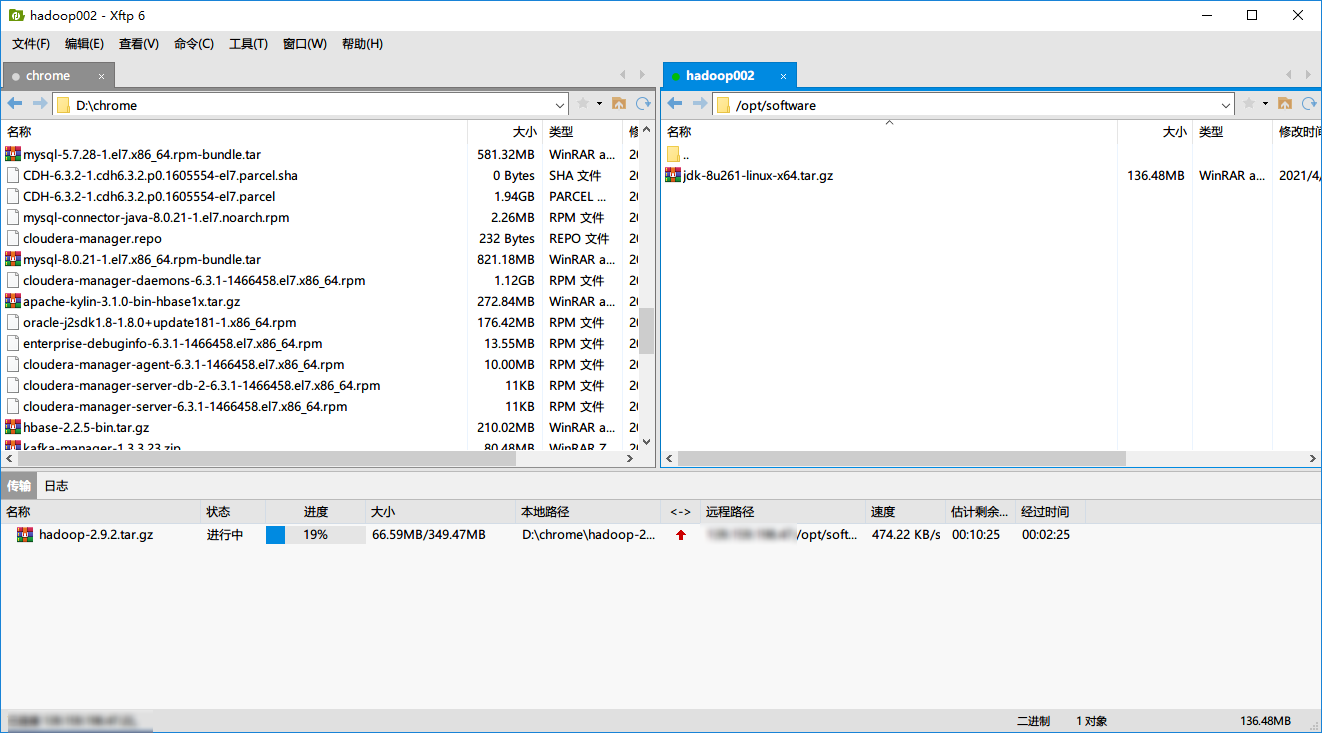 hadoop002 - Xftp 6
文件(F) 编辑(E) 查看(V) 命令(C) 工具(T) 窗口(W) 帮助(H)
chrome
D:\chrome
名称 大小 类型 修
mysql-5.7.28-1.el7.x86_64.rpm-bundle.tar 581.32MB WinRAR a... 20
CDH-6.3.2-1.cdh6.3.2.p0.1605554-el7.parcel.sha 0 Bytes SHA 文件 20
CDH-6.3.2-1.cdh6.3.2.p0.1605554-el7.parcel 1.94GB PARCEL ... 20
mysql-connector-java-8.0.21-1.el7.noarch.rpm 2.26MB RPM 文件 20
cloudera-manager.repo 232 Bytes REPO 文件 20
mysql-8.0.21-1.el7.x86_64.rpm-bundle.tar 821.18MB WinRAR a... 20
cloudera-manager-daemons-6.3.1-1466458.el7.x86_64.rpm 1.12GB RPM 文件 20
apache-kylin-3.1.0-bin-hbase1x.tar.gz 272.84MB WinRAR a... 20
oracle-j2sdk1.8-1.8.0+update181-1.x86_64.rpm 176.42MB RPM 文件 20
enterprise-debuginfo-6.3.1-1466458.el7.x86_64.rpm 13.55MB RPM 文件 20
cloudera-manager-agent-6.3.1-1466458.el7.x86_64.rpm 10.00MB RPM 文件 20
cloudera-manager-server-db-2-6.3.1-1466458.el7.x86_64.rpm 11KB RPM 文件 20
cloudera-manager-server-6.3.1-1466458.el7.x86_64.rpm 11KB RPM 文件 20
hbase-2.2.5-bin.tar.gz 210.02MB WinRAR a... 20
kafka-manager-1.3.3.23.zip 80.48MB WinRAR Z... 20
hadoop002
/opt/software
名称 大小 类型 修改时间
..
jdk-8u261-linux-x64.tar.gz 136.48MB WinRAR a... 2021/4/
传输 日志
名称 状态 进度 大小 本地路径 <-> 远程路径 速度 估计剩余... 经过时间
hadoop-2.9.2.tar.gz 进行中 19% 66.59MB/349.47MB D:\chrome\hadoop-2... /opt/soft... 474.22 KB/s 00:10:25 00:02:25
二进制 1 对象 136.48MB